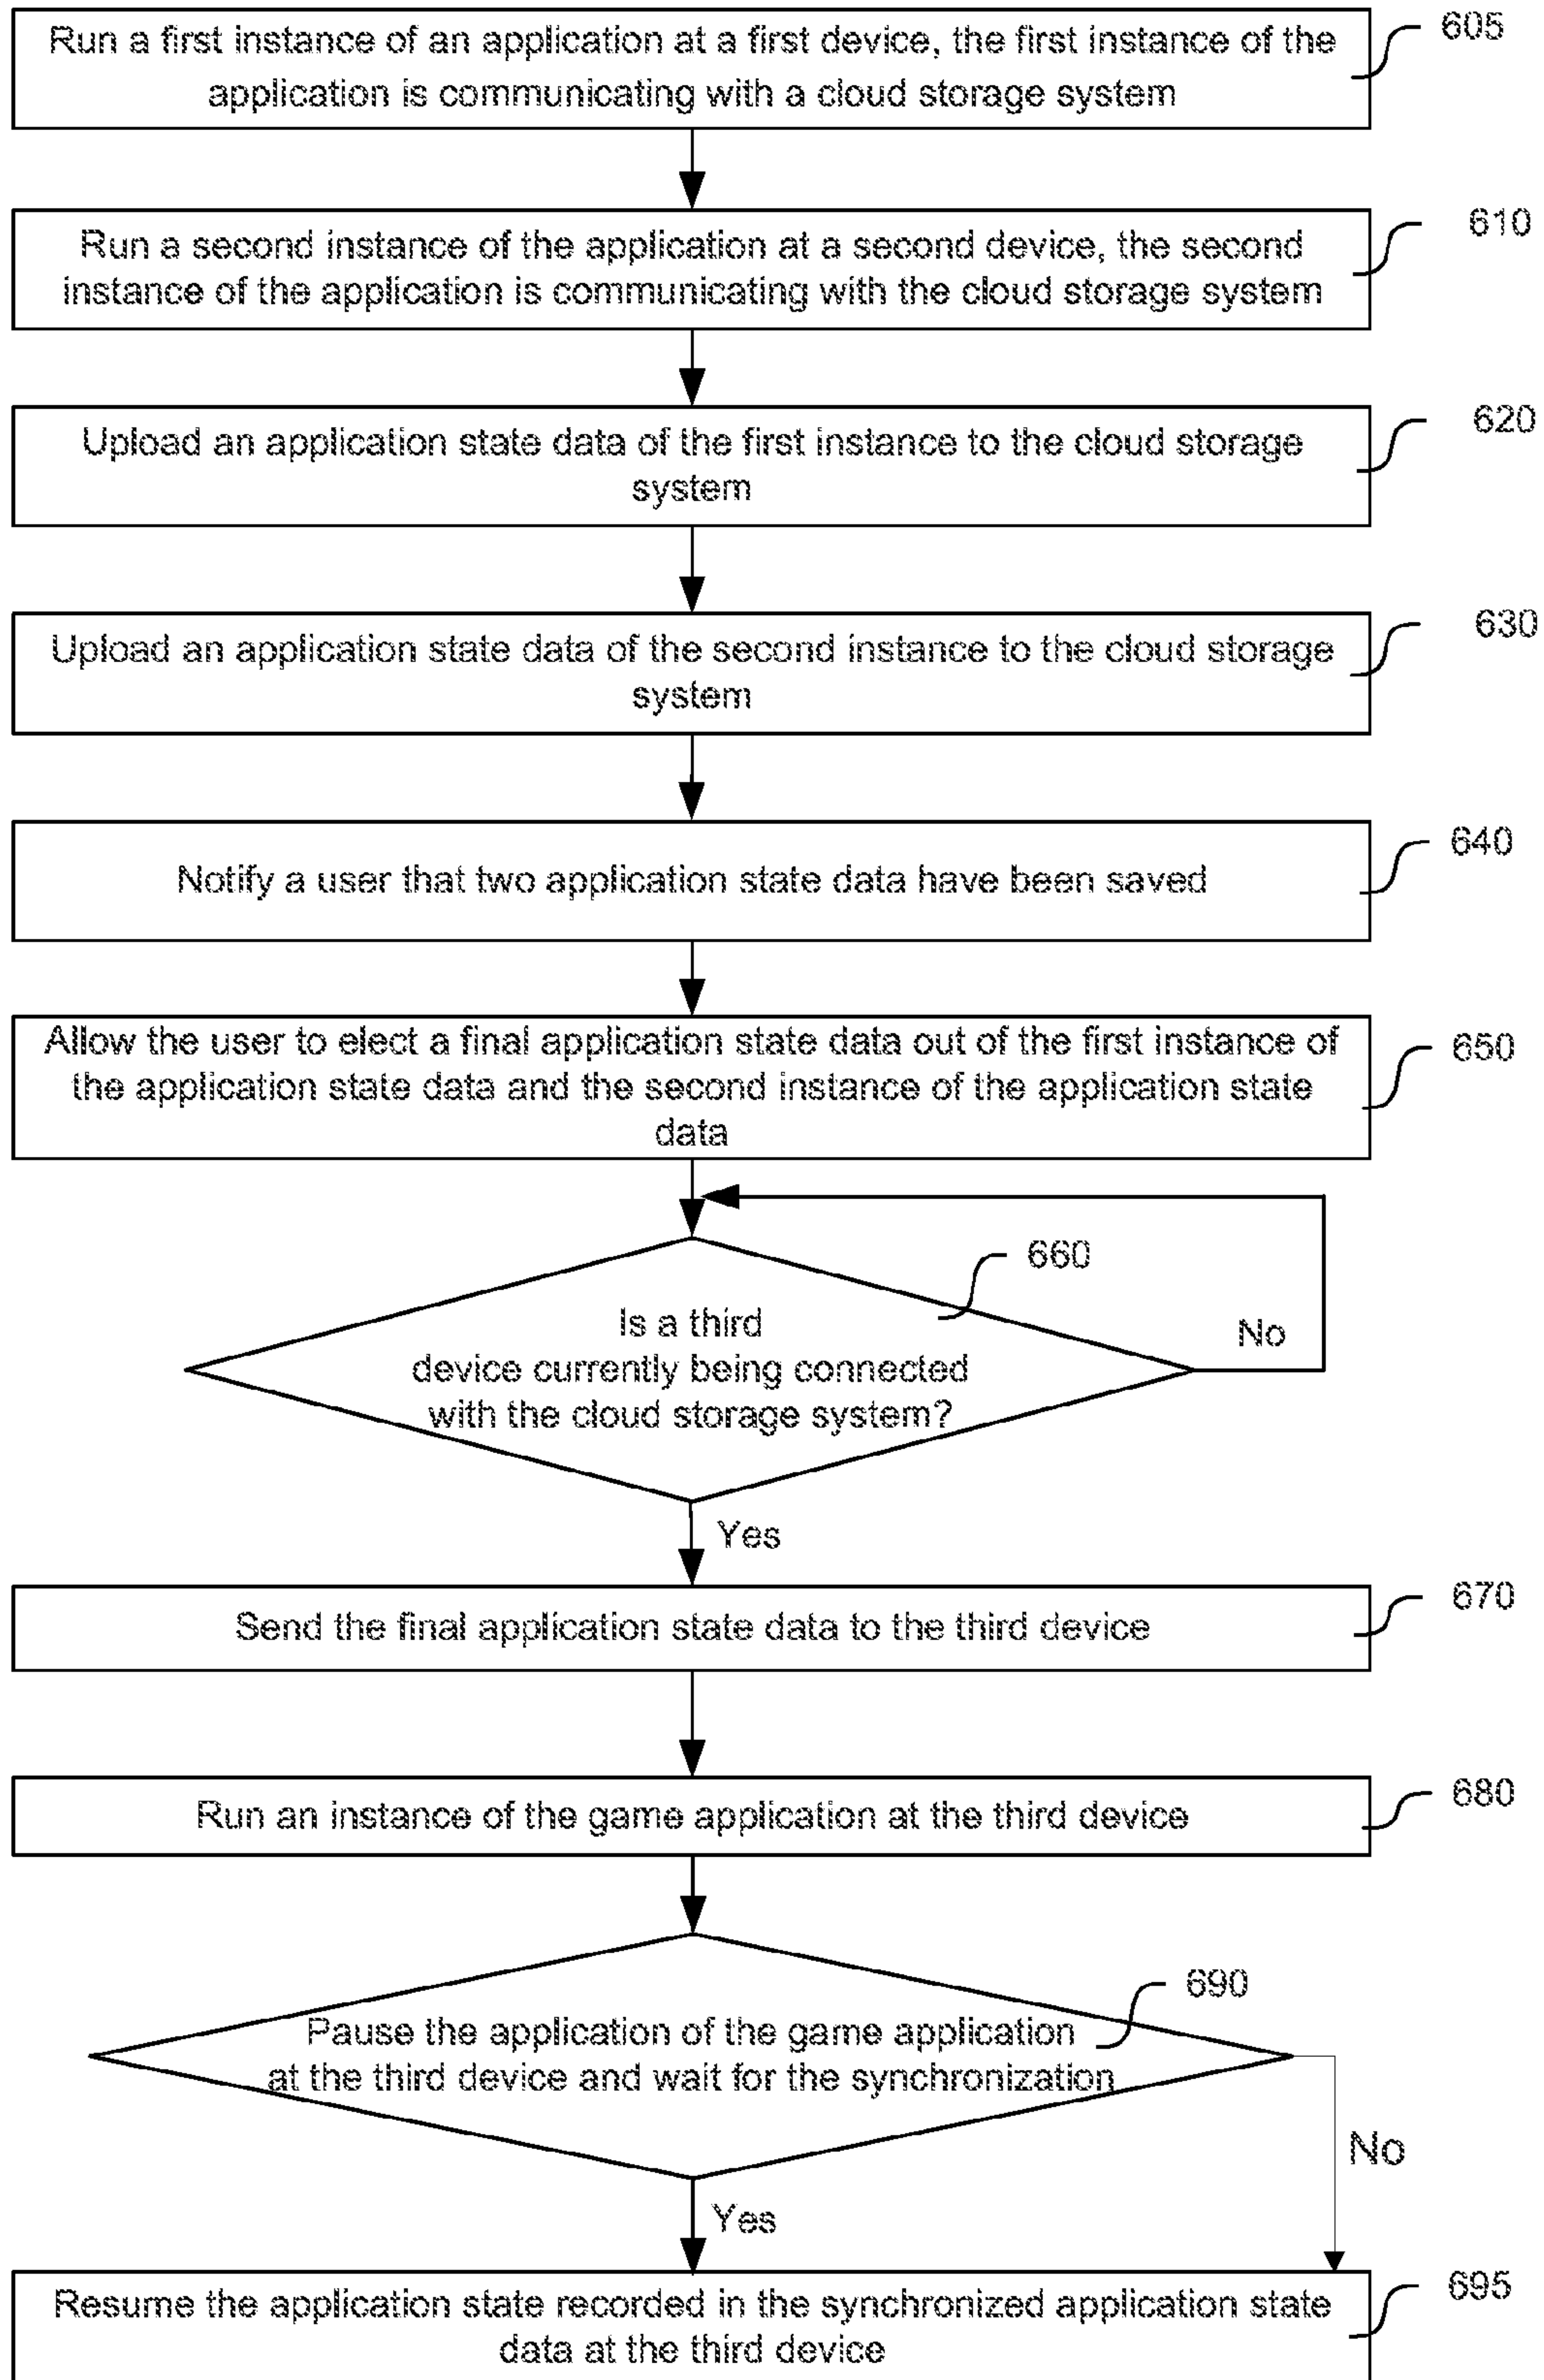 Run a first instance of an application at a first device, the first instance of the
application is communicating with a cloud storage system
605
Run a second instance of the application at a second device, the second
instance of the application is communicating with the cloud storage system
610
Upload an application state data of the first instance to the cloud storage
system
620
Upload an application state data of the second instance to the cloud storage
system
630
Notify a user that two application state data have been saved
640
Allow the user to elect a final application state data out of the first instance of
the application state data and the second instance of the application state
data
650
660
Is a third
device currently being connected
with the cloud storage system?
No
Yes
Send the final application state data to the third device
670
Run an instance of the game application at the third device
680
690
Pause the application of the game application
at the third device and wait for the synchronization
No
Yes
Resume the application state recorded in the synchronized application state
data at the third device
695